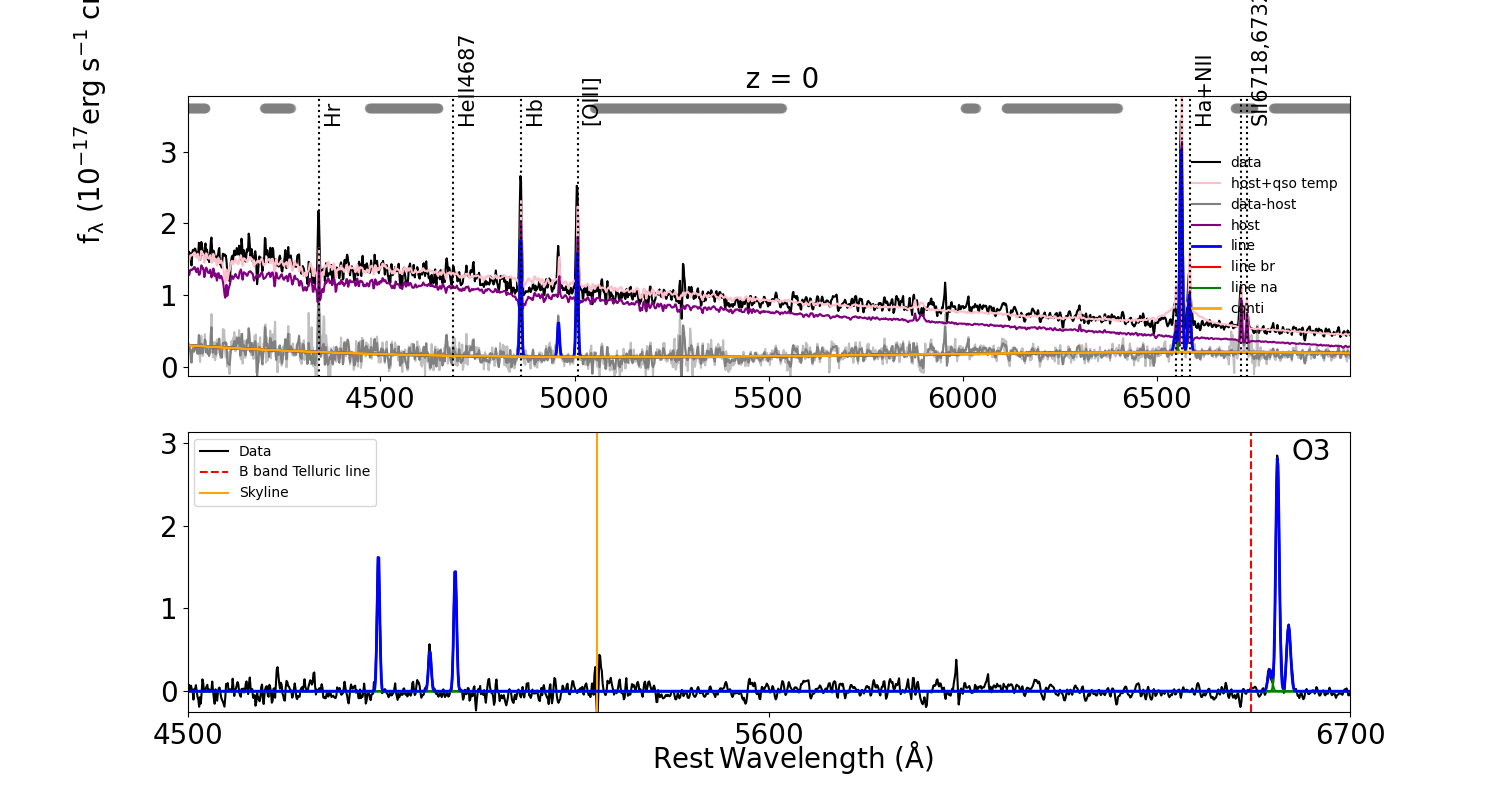 z = 0
fλ (10−17erg s−1 c
Hr
HeII4687
Hb
[OIII]
Ha+NII
SII6718,673
3
2
1
0
data
host+qso temp
data-host
host
line
line br
line na
conti
4500 5000 5500 6000 6500
3
2
1
0
Data
B band Telluric line
Skyline
O3
4500 5600 6700
Rest Wavelength (Å)